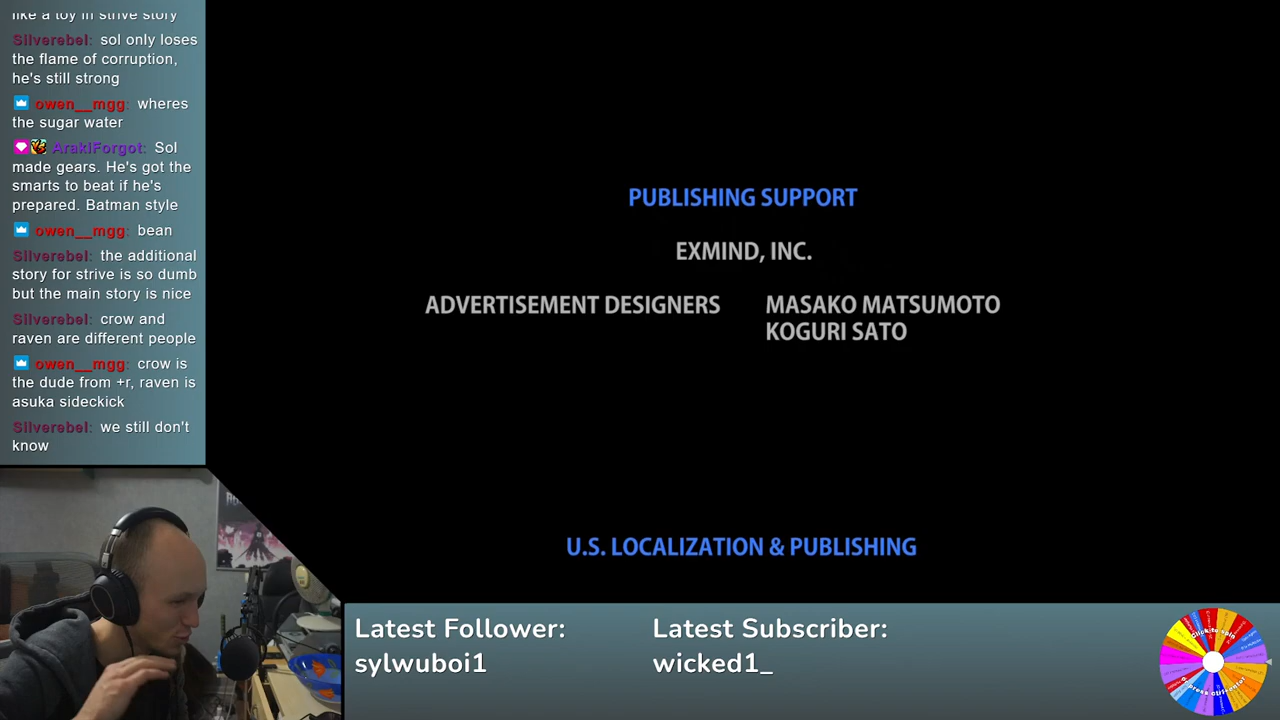 like a toy in strive story
Silverebel: sol only loses
the flame of corruption,
he's still strong
owen__mgg: wheres
the sugar water
ArakiForgot: Sol
made gears. He's got the
smarts to beat if he's
prepared. Batman style
owen__mgg: bean
Silverebel: the additional
story for strive is so dumb
but the main story is nice
Silverebel: crow and
raven are different people
owen__mgg: crow is
the dude from +r, raven is
asuka sideckick
Silverebel: we still don't
know
PUBLISHING SUPPORT
EXMIND, INC.
ADVERTISEMENT DESIGNERS MASAKO MATSUMOTO
KOGURI SATO
U.S. LOCALIZATION & PUBLISHING
Latest Follower:
sylwuboi1
Latest Subscriber:
wicked1_
Click to spin